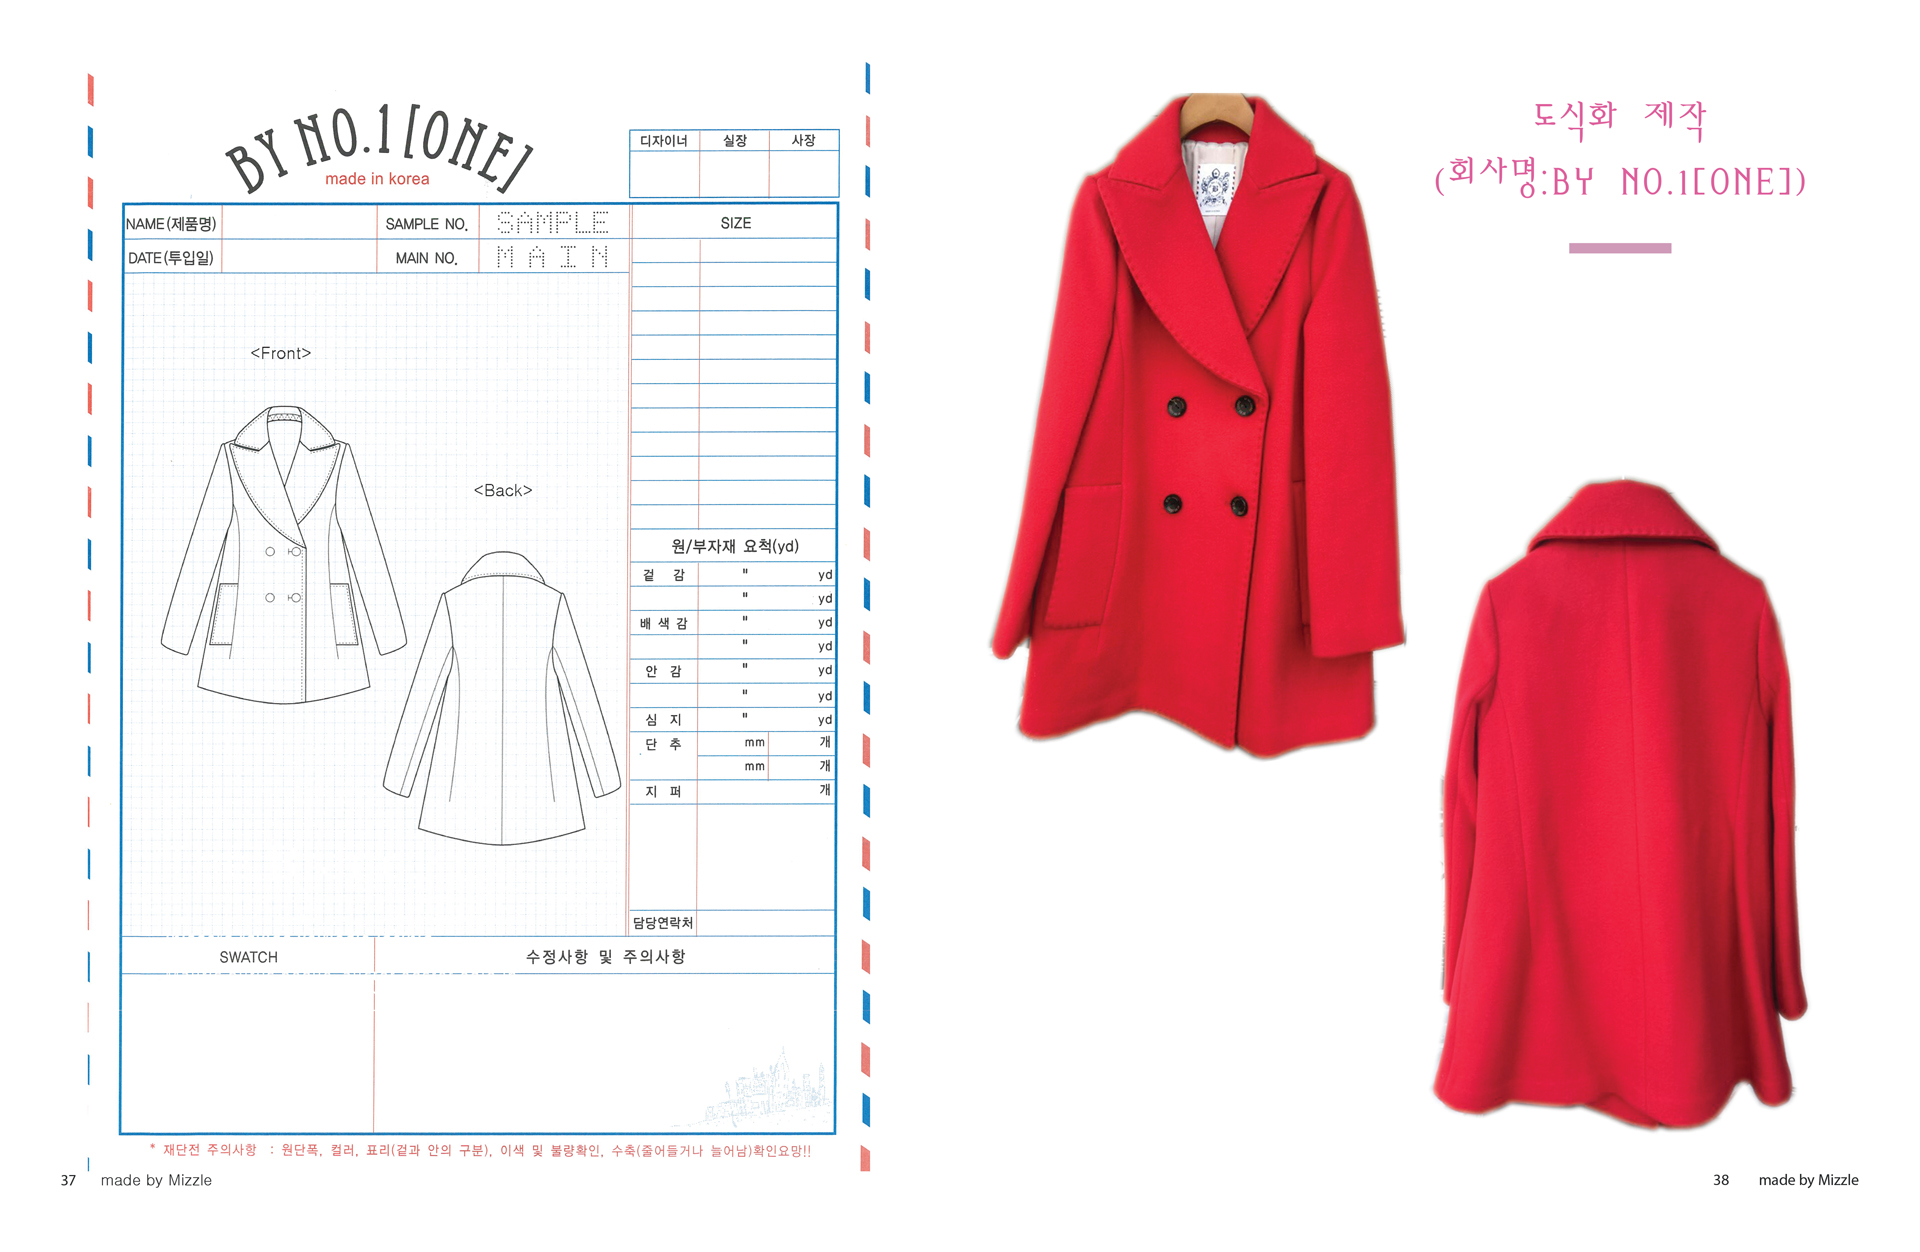 BY NO.1[ONE]
made in korea
디자이너 실장 사장
NAME(제품명) SAMPLE NO. SAMPLE SIZE
DATE(투입일) MAIN NO. MAIN
<Front>
<Back>
원/부자재 요척(yd)
겉 감 " yd
" yd
배 색 감 " yd
" yd
안 감 " yd
" yd
심 지 " yd
단 추 mm 개
mm 개
지 퍼 개
담당연락처
SWATCH 수정사항 및 주의사항
* 재단전 주의사항 : 원단폭, 컬러, 표리(겉과 안의 구분), 이색 및 불량확인, 수축(줄어들거나 늘어남)확인요망!!
37 made by Mizzle
도식화 제작
(회사명:BY NO.1[ONE])
38 made by Mizzle